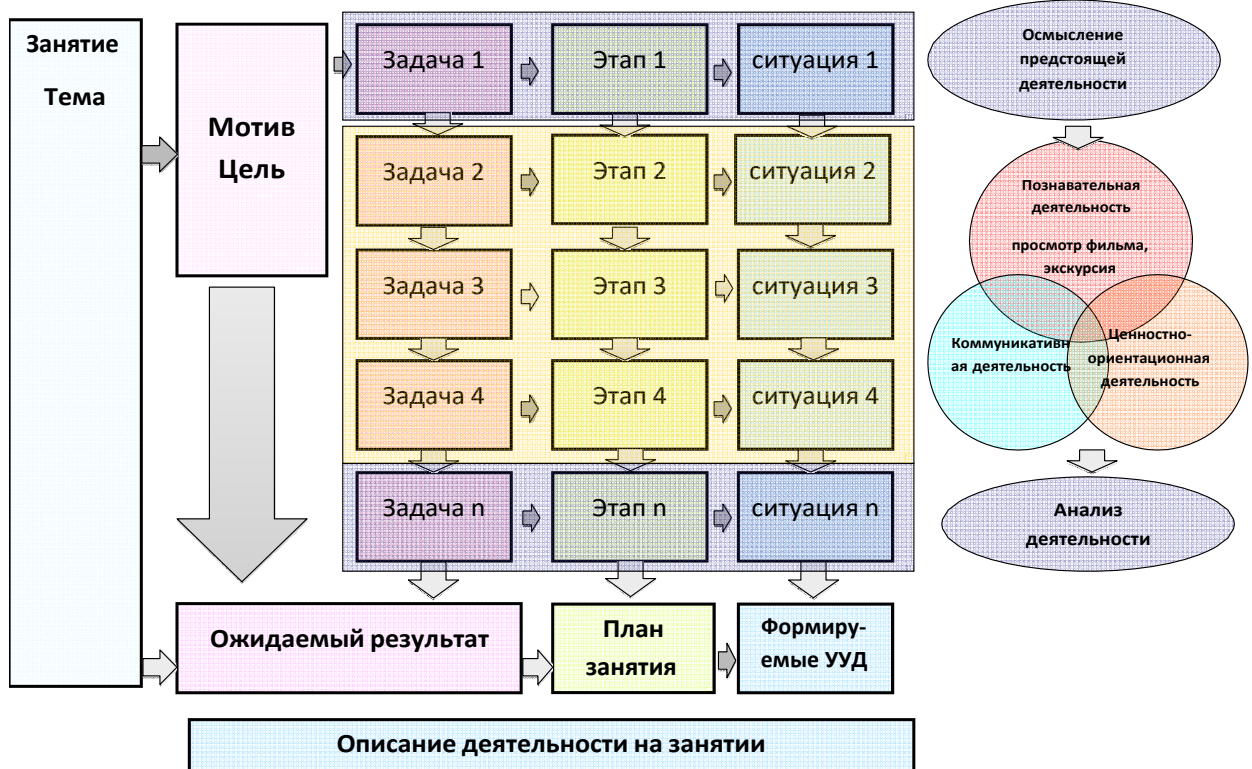 Занятие
Тема
Мотив
Цель
Задача 1
Этап 1
ситуация 1
Задача 2
Этап 2
ситуация 2
Задача 3
Этап 3
ситуация 3
Задача 4
Этап 4
ситуация 4
Задача n
Этап n
ситуация n
Ожидаемый результат
План
занятия
Формиру-
емые УУД
Описание деятельности на занятии
Осмысление
предстоящей
деятельности
Познавательная
деятельность
просмотр фильма,
экскурсия
Коммуникативн
ая деятельность
Ценностно-
ориентационная
деятельность
Анализ
деятельности